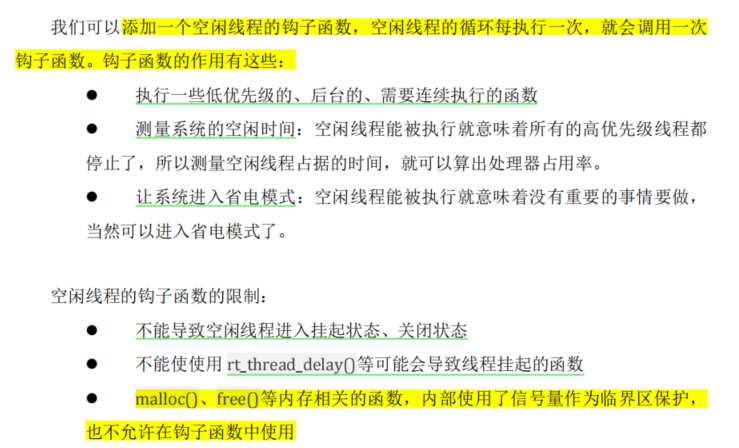 我们可以添加一个空闲线程的钩子函数，空闲线程的循环每执行一次，就会调用一次
钩子函数。钩子函数的作用有这些：
● 执行一些低优先级的、后台的、需要连续执行的函数
● 测量系统的空闲时间：空闲线程能被执行就意味着所有的高优先级线程都
停止了，所以测量空闲线程占据的时间，就可以算出处理器占用率。
● 让系统进入省电模式：空闲线程能被执行就意味着没有重要的事情要做，
当然可以进入省电模式了。
空闲线程的钩子函数的限制：
● 不能导致空闲线程进入挂起状态、关闭状态
● 不能使使用 rt_thread_delay()等可能会导致线程挂起的函数
● malloc()、free()等内存相关的函数，内部使用了信号量作为临界区保护，
也不允许在钩子函数中使用